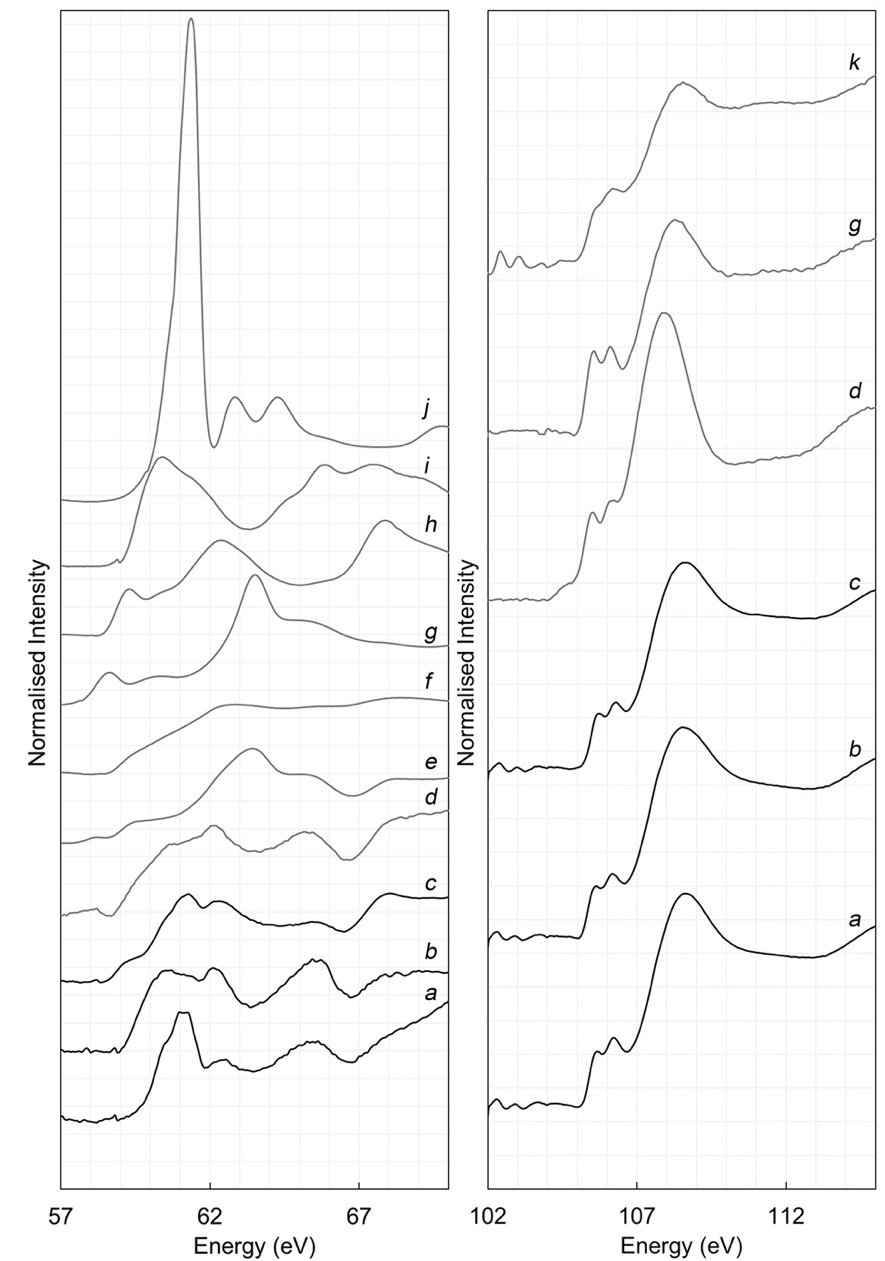 j
i
h
g
f
e
d
c
b
a
Normalised Intensity
57 62 67
Energy (eV)
k
g
d
c
b
a
Normalised Intensity
102 107 112
Energy (eV)